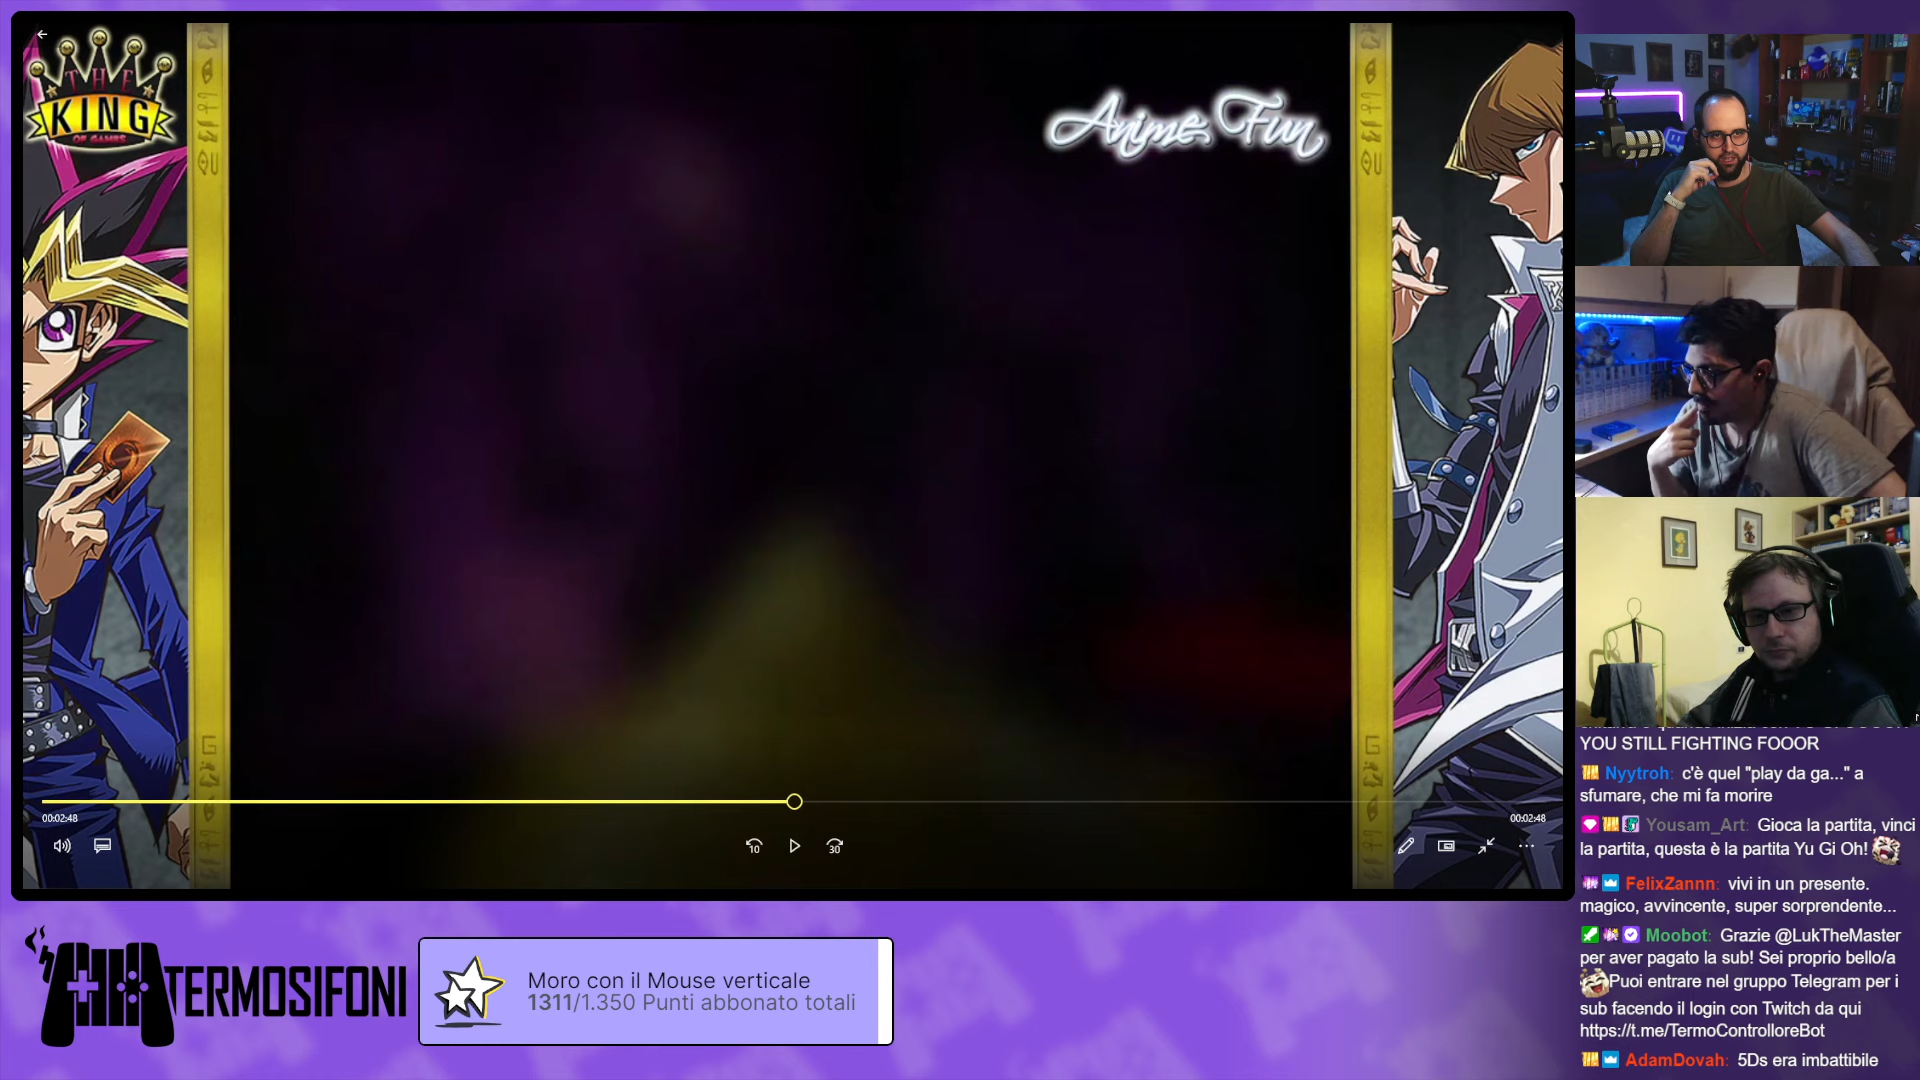 THE
KING
OF GAMES
Anime Fun
00:02:48
00:02:48
10
30
TERMOSIFONI
Moro con il Mouse verticale
1311/1.350 Punti abbonato totali
YOU STILL FIGHTING FOOOR
Nyytroh: c'è quel "play da ga..." a
sfumare, che mi fa morire
Yousam_Art: Gioca la partita, vinci
la partita, questa è la partita Yu Gi Oh!
FelixZannn: vivi in un presente.
magico, avvincente, super sorprendente...
Moobot: Grazie @LukTheMaster
per aver pagato la sub! Sei proprio bello/a
Puoi entrare nel gruppo Telegram per i
sub facendo il login con Twitch da qui
https://t.me/TermoControlloreBot
AdamDovah: 5Ds era imbattibile